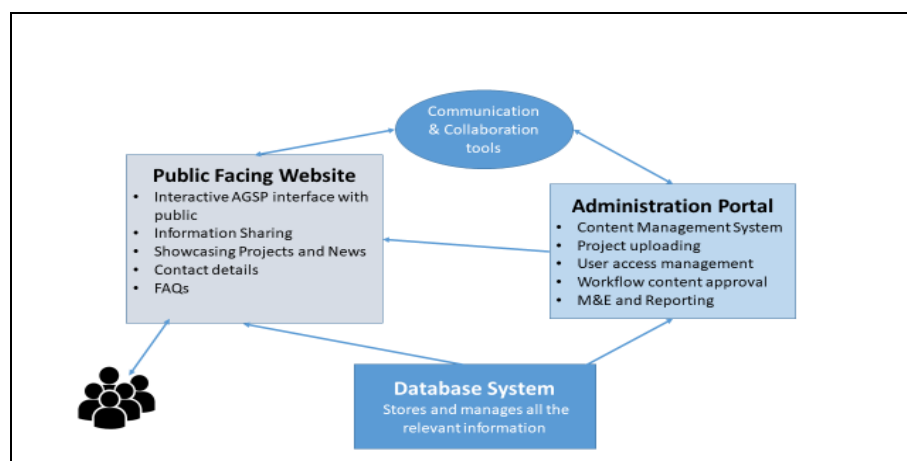 Communication
& Collaboration
tools
Public Facing Website
• Interactive AGSP interface with
public
• Information Sharing
• Showcasing Projects and News
• Contact details
• FAQs
Administration Portal
• Content Management System
• Project uploading
• User access management
• Workflow content approval
• M&E and Reporting
Database System
Stores and manages all the
relevant information